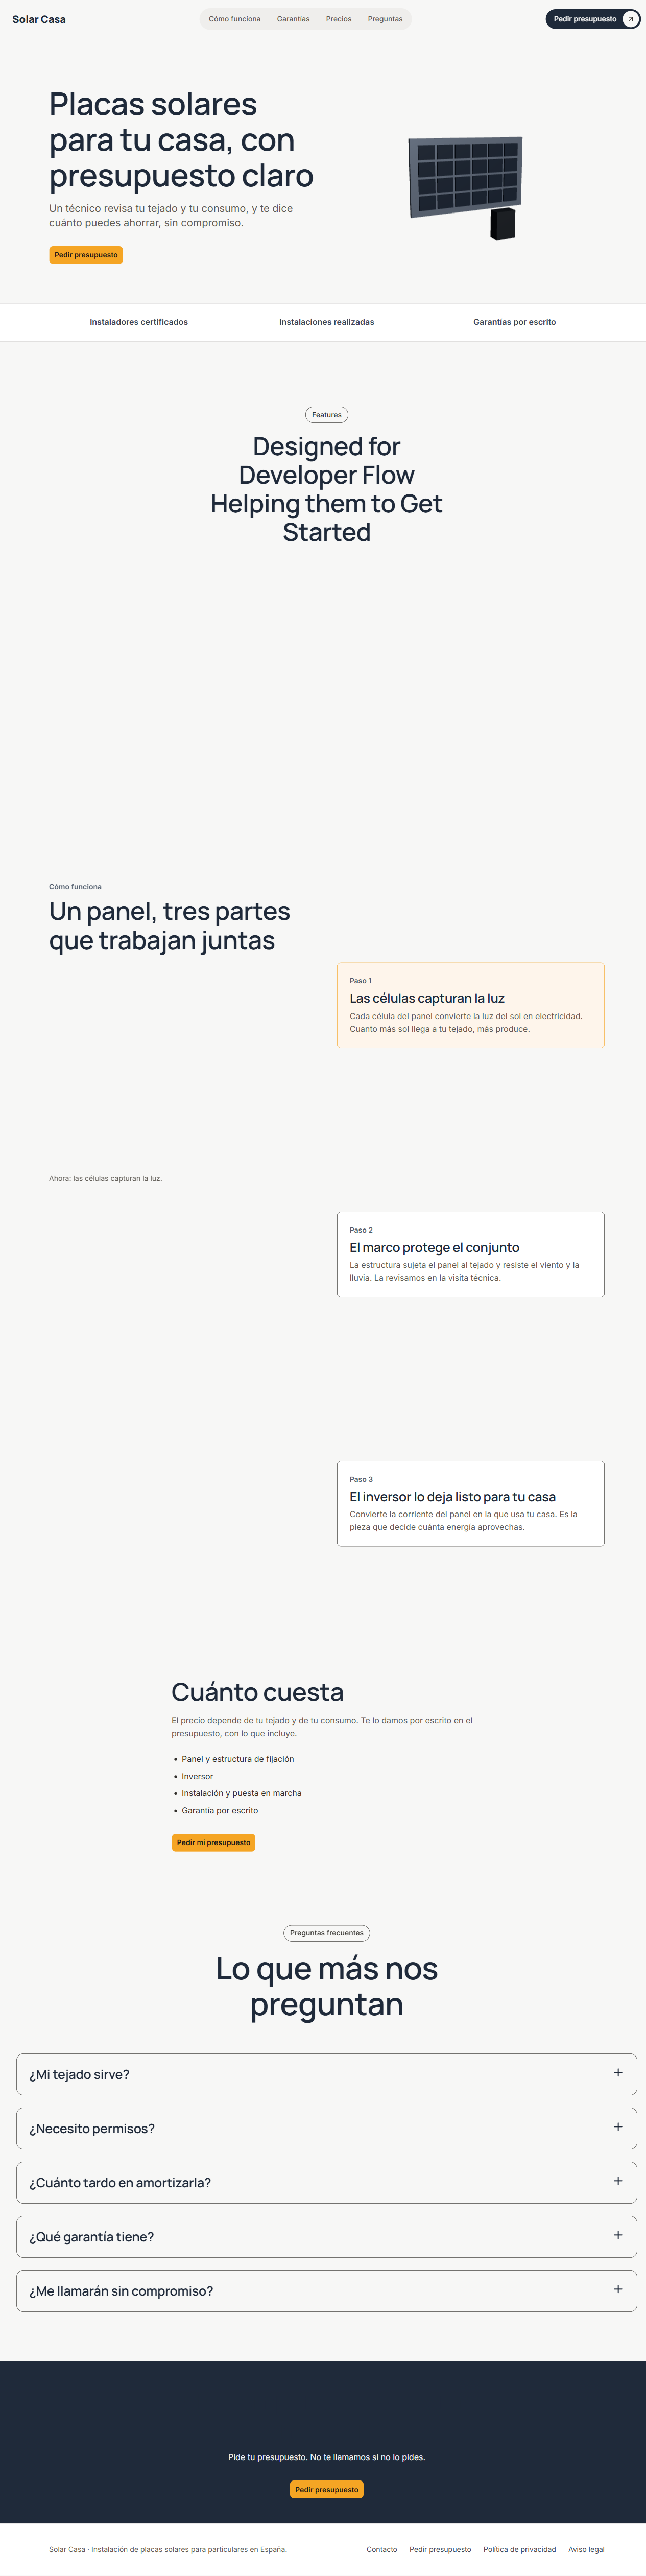 Solar Casa
Cómo funciona
Garantías
Precios
Preguntas
Pedir presupuesto
Placas solares
para tu casa, con
presupuesto claro
Un técnico revisa tu tejado y tu consumo, y te dice
cuánto puedes ahorrar, sin compromiso.
Pedir presupuesto
Instaladores certificados
Instalaciones realizadas
Garantías por escrito
Features
Designed for
Developer Flow
Helping them to Get
Started
Cómo funciona
Un panel, tres partes
que trabajan juntas
Paso 1
Las células capturan la luz
Cada célula del panel convierte la luz del sol en electricidad.
Cuanto más sol llega a tu tejado, más produce.
Ahora: las células capturan la luz.
Paso 2
El marco protege el conjunto
La estructura sujeta el panel al tejado y resiste el viento y la
lluvia. La revisamos en la visita técnica.
Paso 3
El inversor lo deja listo para tu casa
Convierte la corriente del panel en la que usa tu casa. Es la
pieza que decide cuánta energía aprovechas.
Cuánto cuesta
El precio depende de tu tejado y de tu consumo. Te lo damos por escrito en el
presupuesto, con lo que incluye.
• Panel y estructura de fijación
• Inversor
• Instalación y puesta en marcha
• Garantía por escrito
Pedir mi presupuesto
Preguntas frecuentes
Lo que más nos
preguntan
¿Mi tejado sirve?
¿Necesito permisos?
¿Cuánto tardo en amortizarla?
¿Qué garantía tiene?
¿Me llamarán sin compromiso?
Pide tu presupuesto. No te llamamos si no lo pides.
Pedir presupuesto
Solar Casa · Instalación de placas solares para particulares en España.
Contacto
Pedir presupuesto
Política de privacidad
Aviso legal